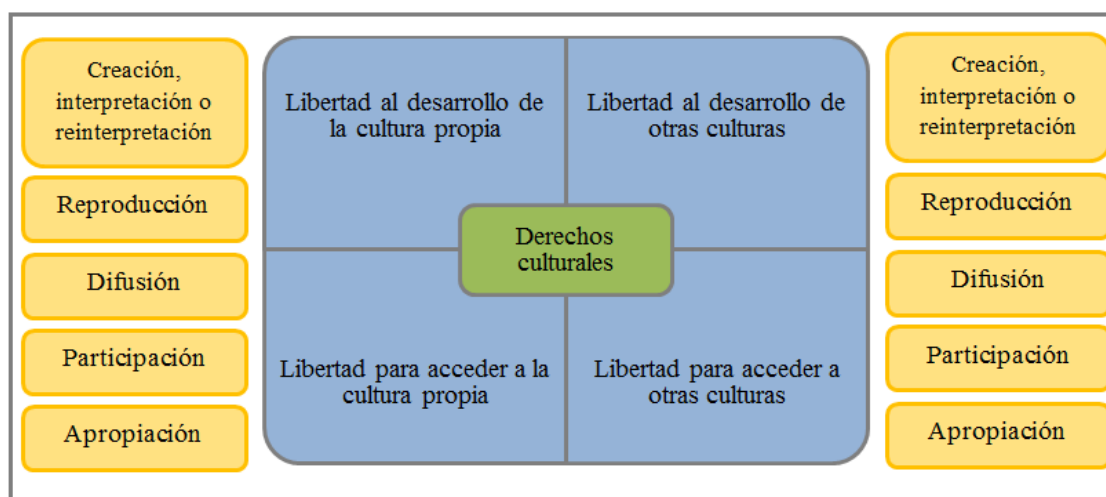 Creación,
interpretación o
reinterpretación
Reproducción
Difusión
Participación
Apropiación
Libertad al desarrollo de
la cultura propia
Libertad al desarrollo de
otras culturas
Derechos
culturales
Libertad para acceder a la
cultura propia
Libertad para acceder a
otras culturas
Creación,
interpretación o
reinterpretación
Reproducción
Difusión
Participación
Apropiación